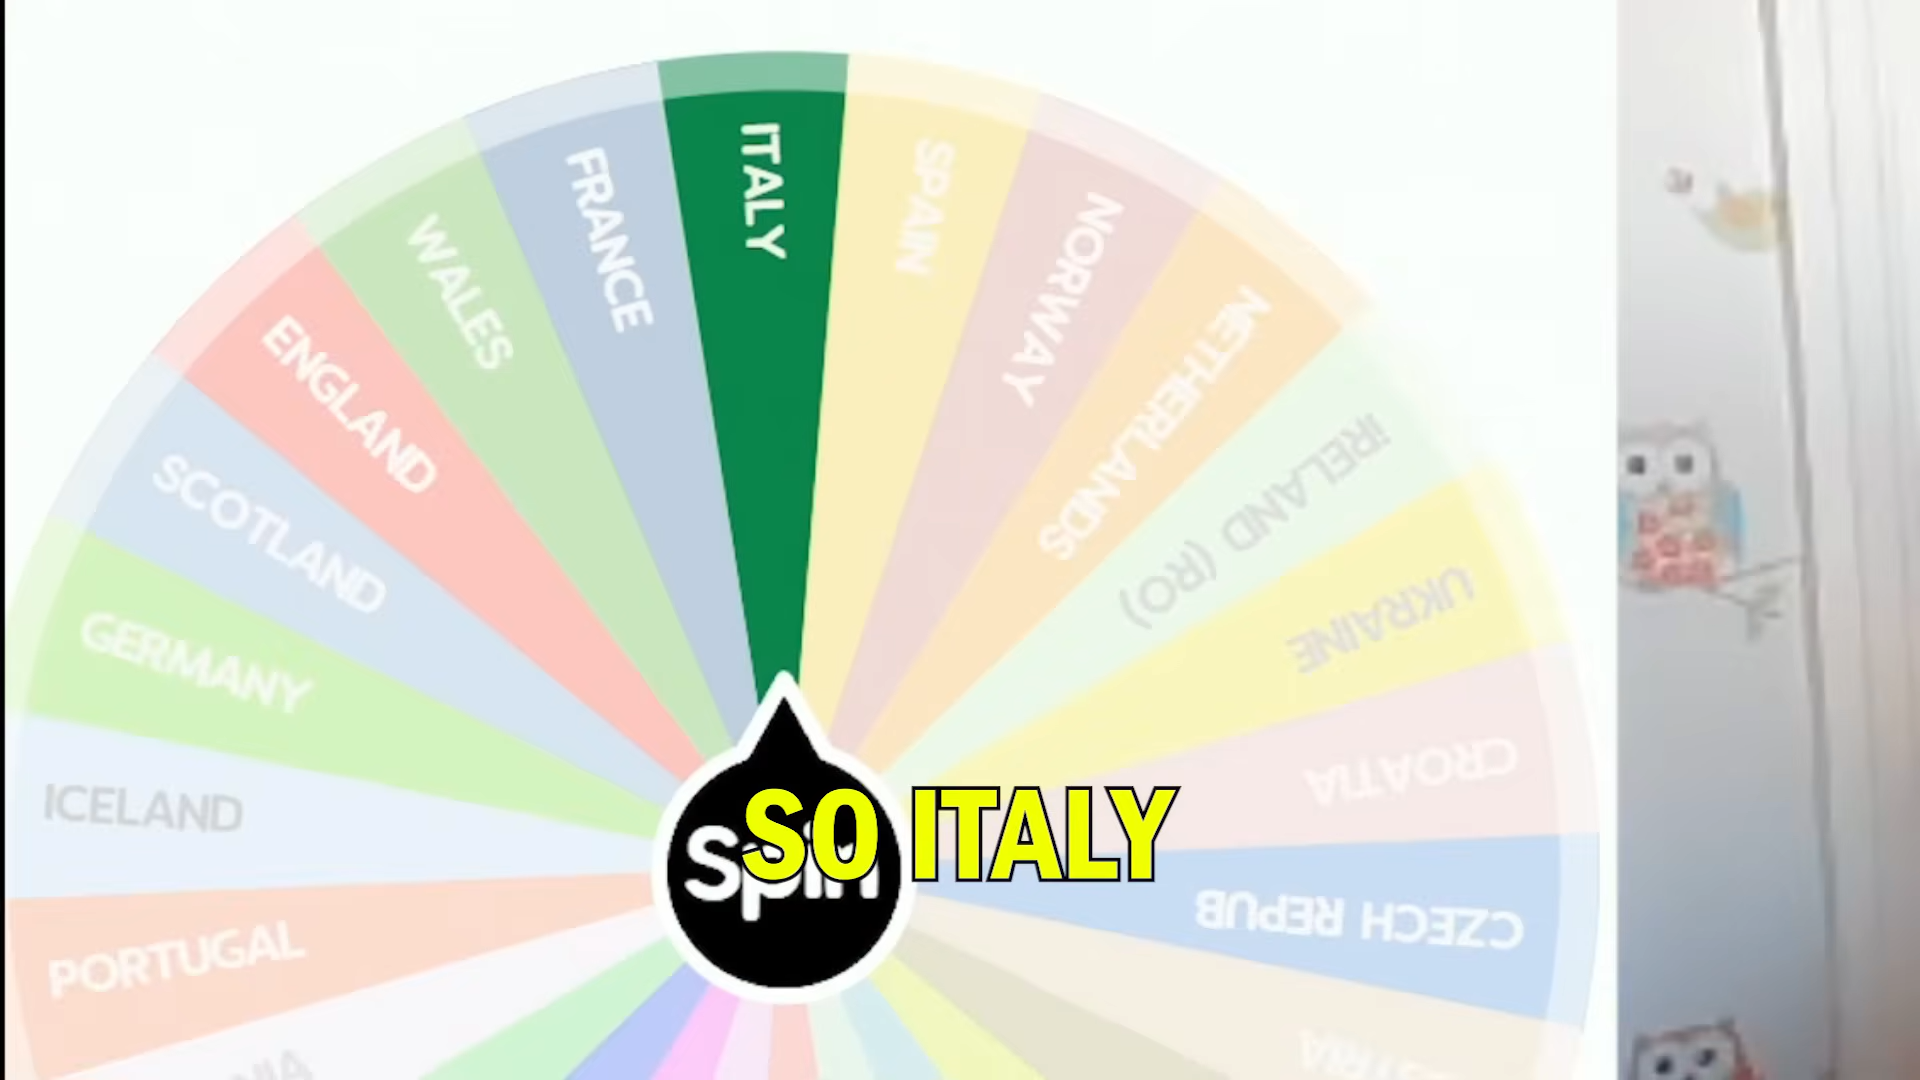 ITALY
SPAIN
NORWAY
NETHERLANDS
IRELAND (RO)
UKRAINE
CROATIA
CZECH REPUB
FRANCE
WALES
ENGLAND
SCOTLAND
GERMANY
ICELAND
PORTUGAL
Spin
SO ITALY